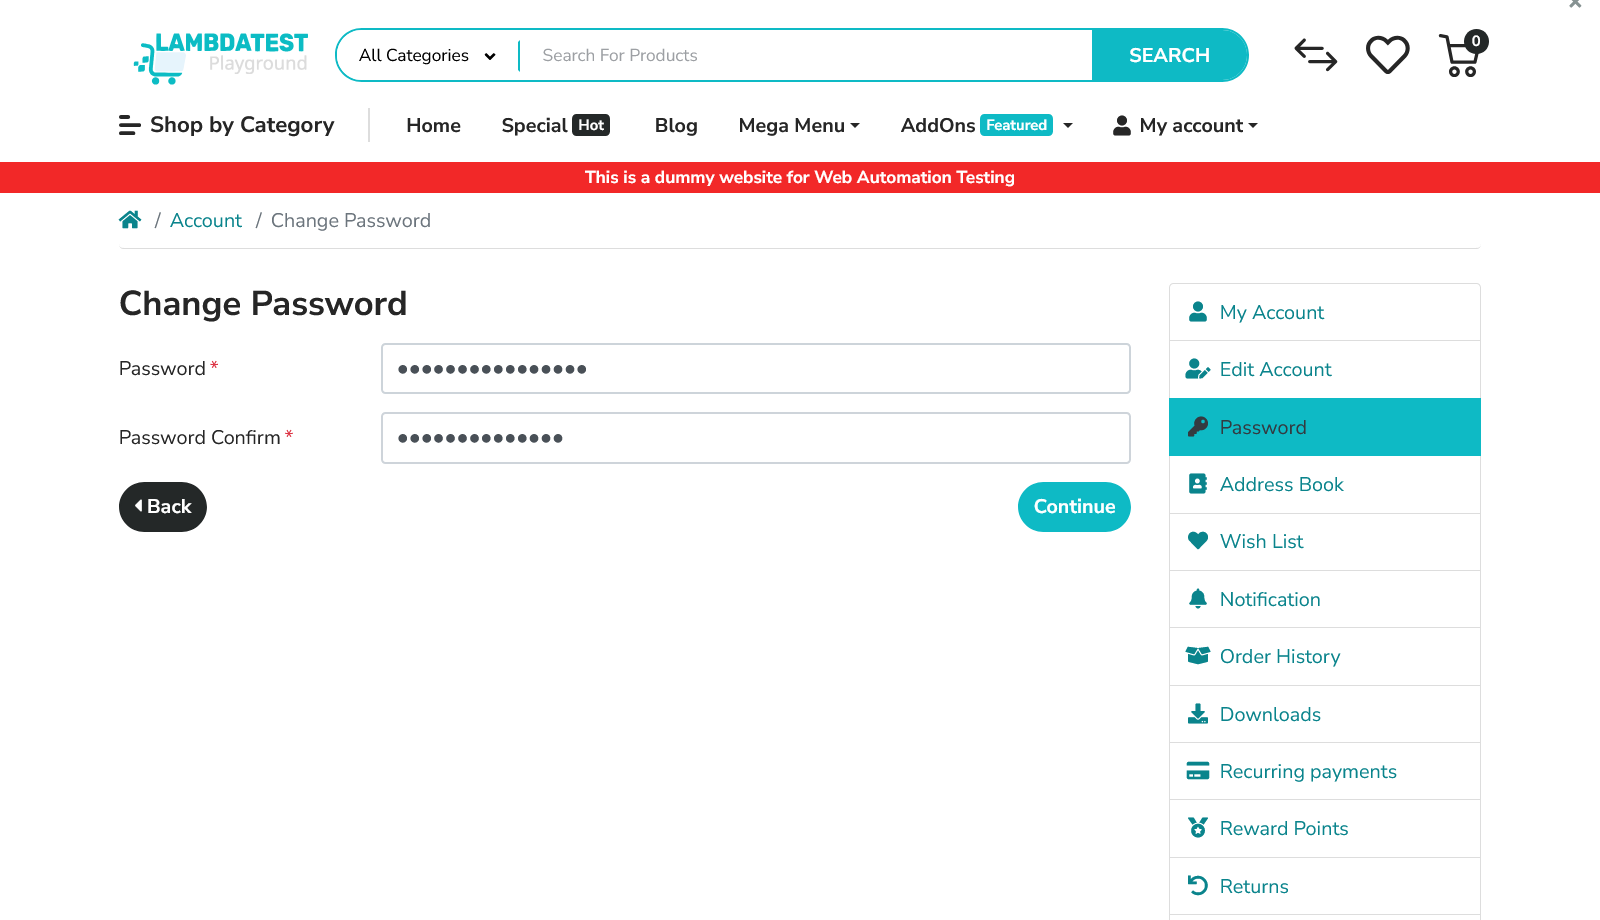 LAMBDATEST
Playground
All Categories
Search For Products
SEARCH
0
Shop by Category
Home
Special Hot
Blog
Mega Menu
AddOns Featured
My account
This is a dummy website for Web Automation Testing
/ Account / Change Password
Change Password
Password *
●●●●●●●●●●●●●●●●
Password Confirm *
●●●●●●●●●●●●●●
Back
Continue
My Account
Edit Account
Password
Address Book
Wish List
Notification
Order History
Downloads
Recurring payments
Reward Points
Returns